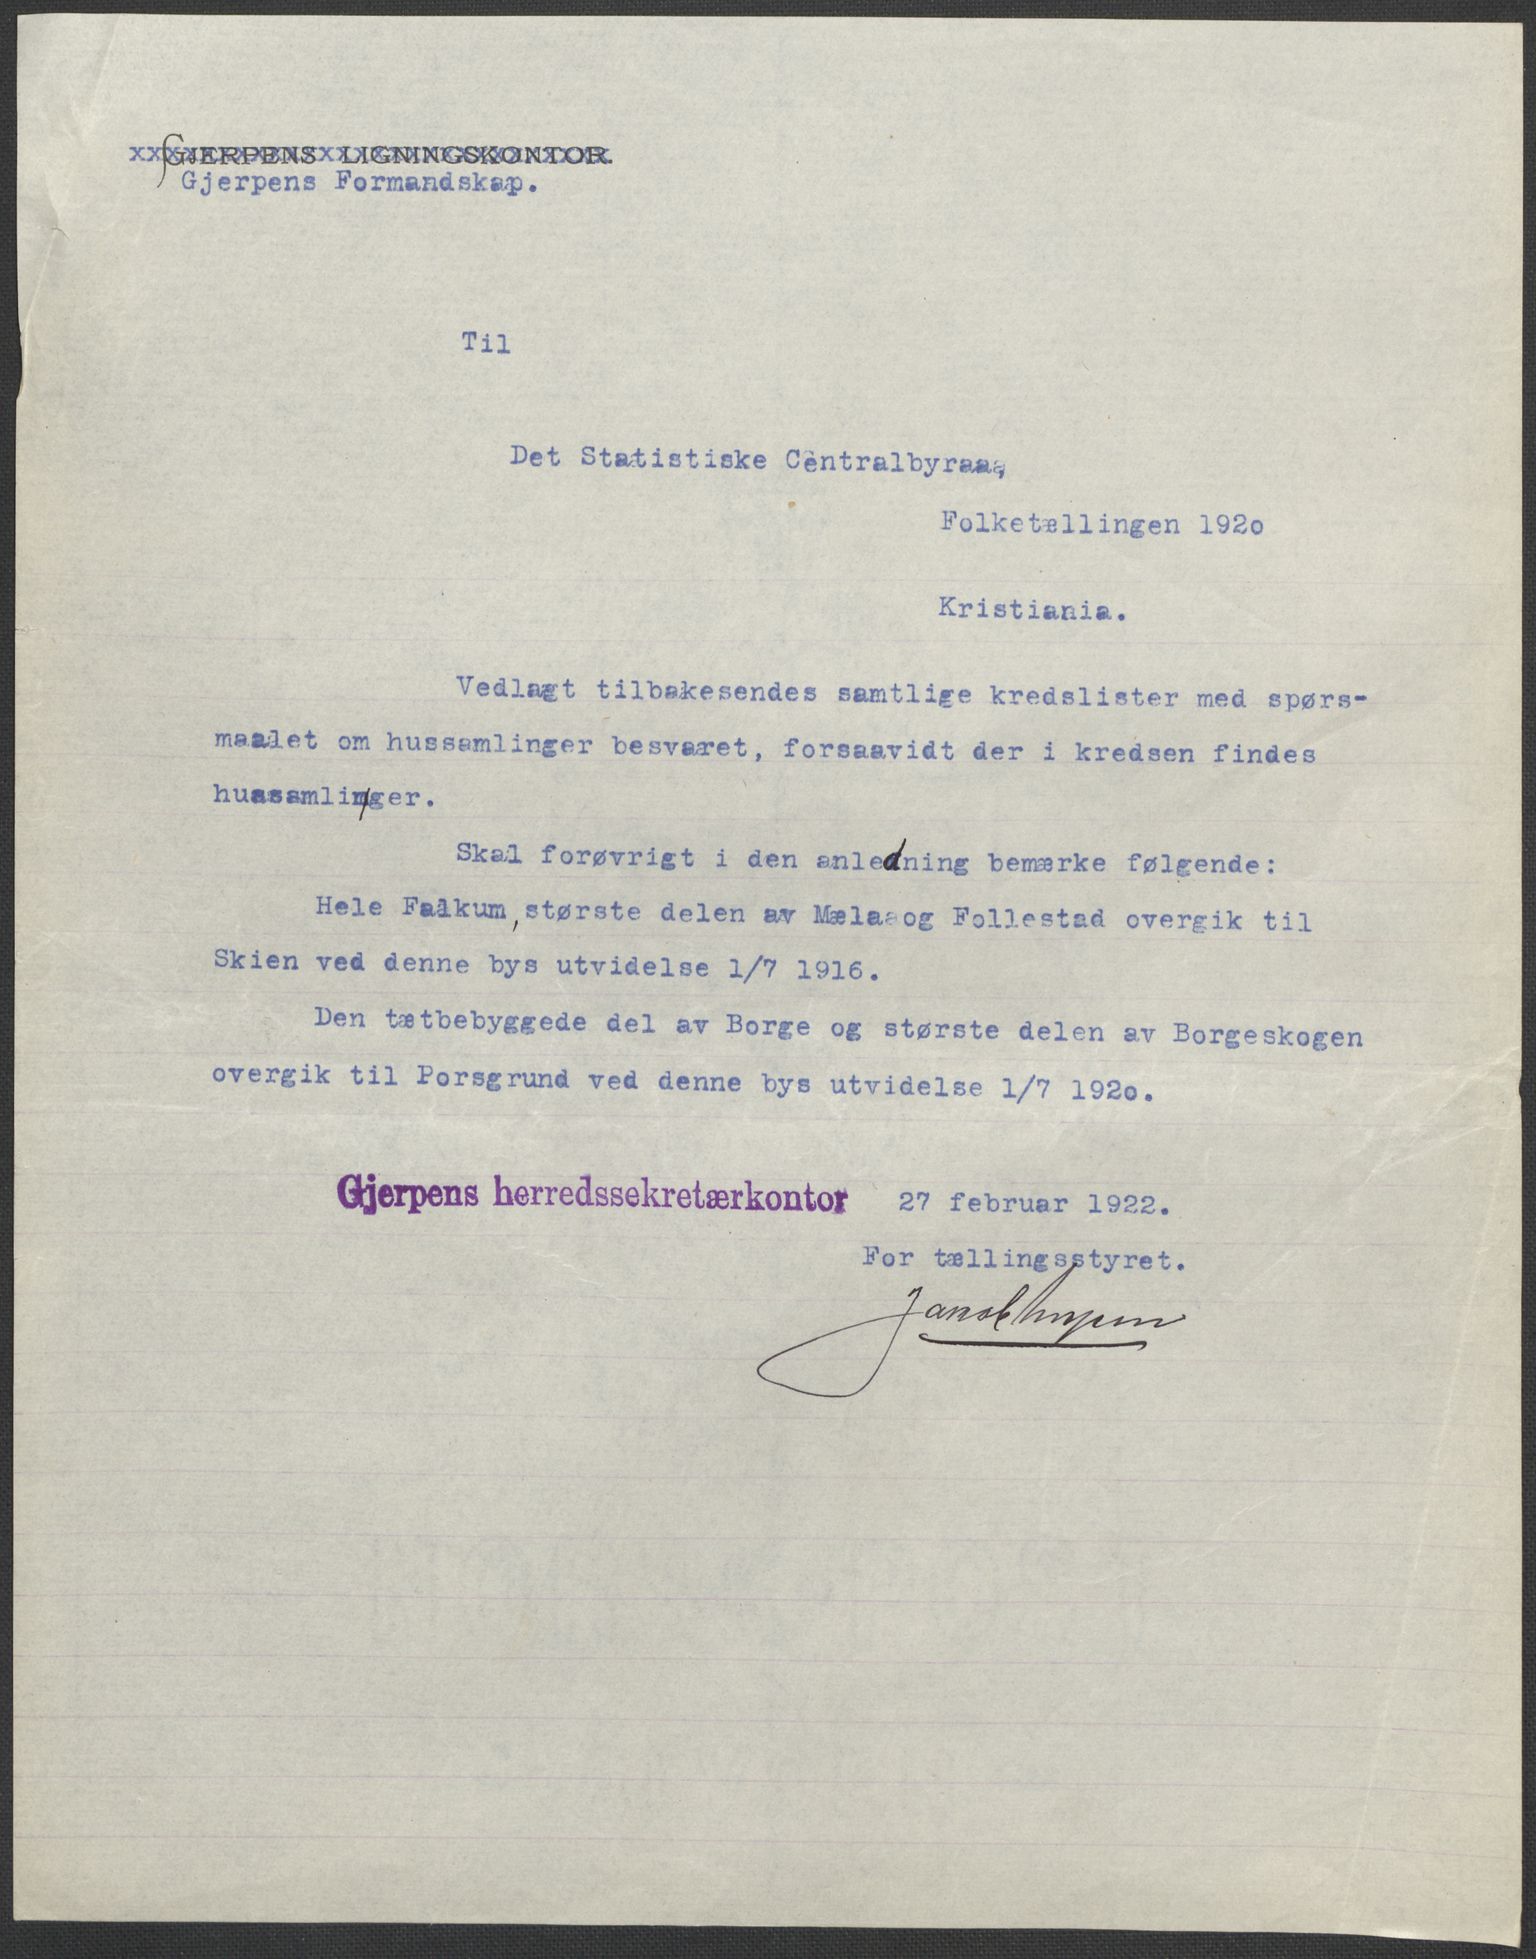 GJERPENS LIGNINGSKONTOR.
Gjerpens Formandskap.
Til
Det Statistiske Centralbyraa,
Folketællingen 192o
Kristiania.
Vedlagt tilbakesendes samtlige kredslister med spørs-
maalet om hussamlinger besvaret, forsaavidt der i kredsen findes
hussamlinger.
Skal forøvrigt i den anledning bemærke følgende:
Hele Falkum, største delen av Mæla og Follestad overgik til
Skien ved denne bys utvidelse 1/7 1916.
Den tætbebyggede del av Borge og største delen av Borgeskogen
overgik til Porsgrund ved denne bys utvidelse 1/7 192o.
Gjerpens herredssekretærkontor 27 februar 1922.
For tællingsstyret.